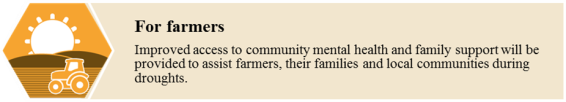 For farmers
Improved access to community mental health and family support will be
provided to assist farmers, their families and local communities during
droughts.